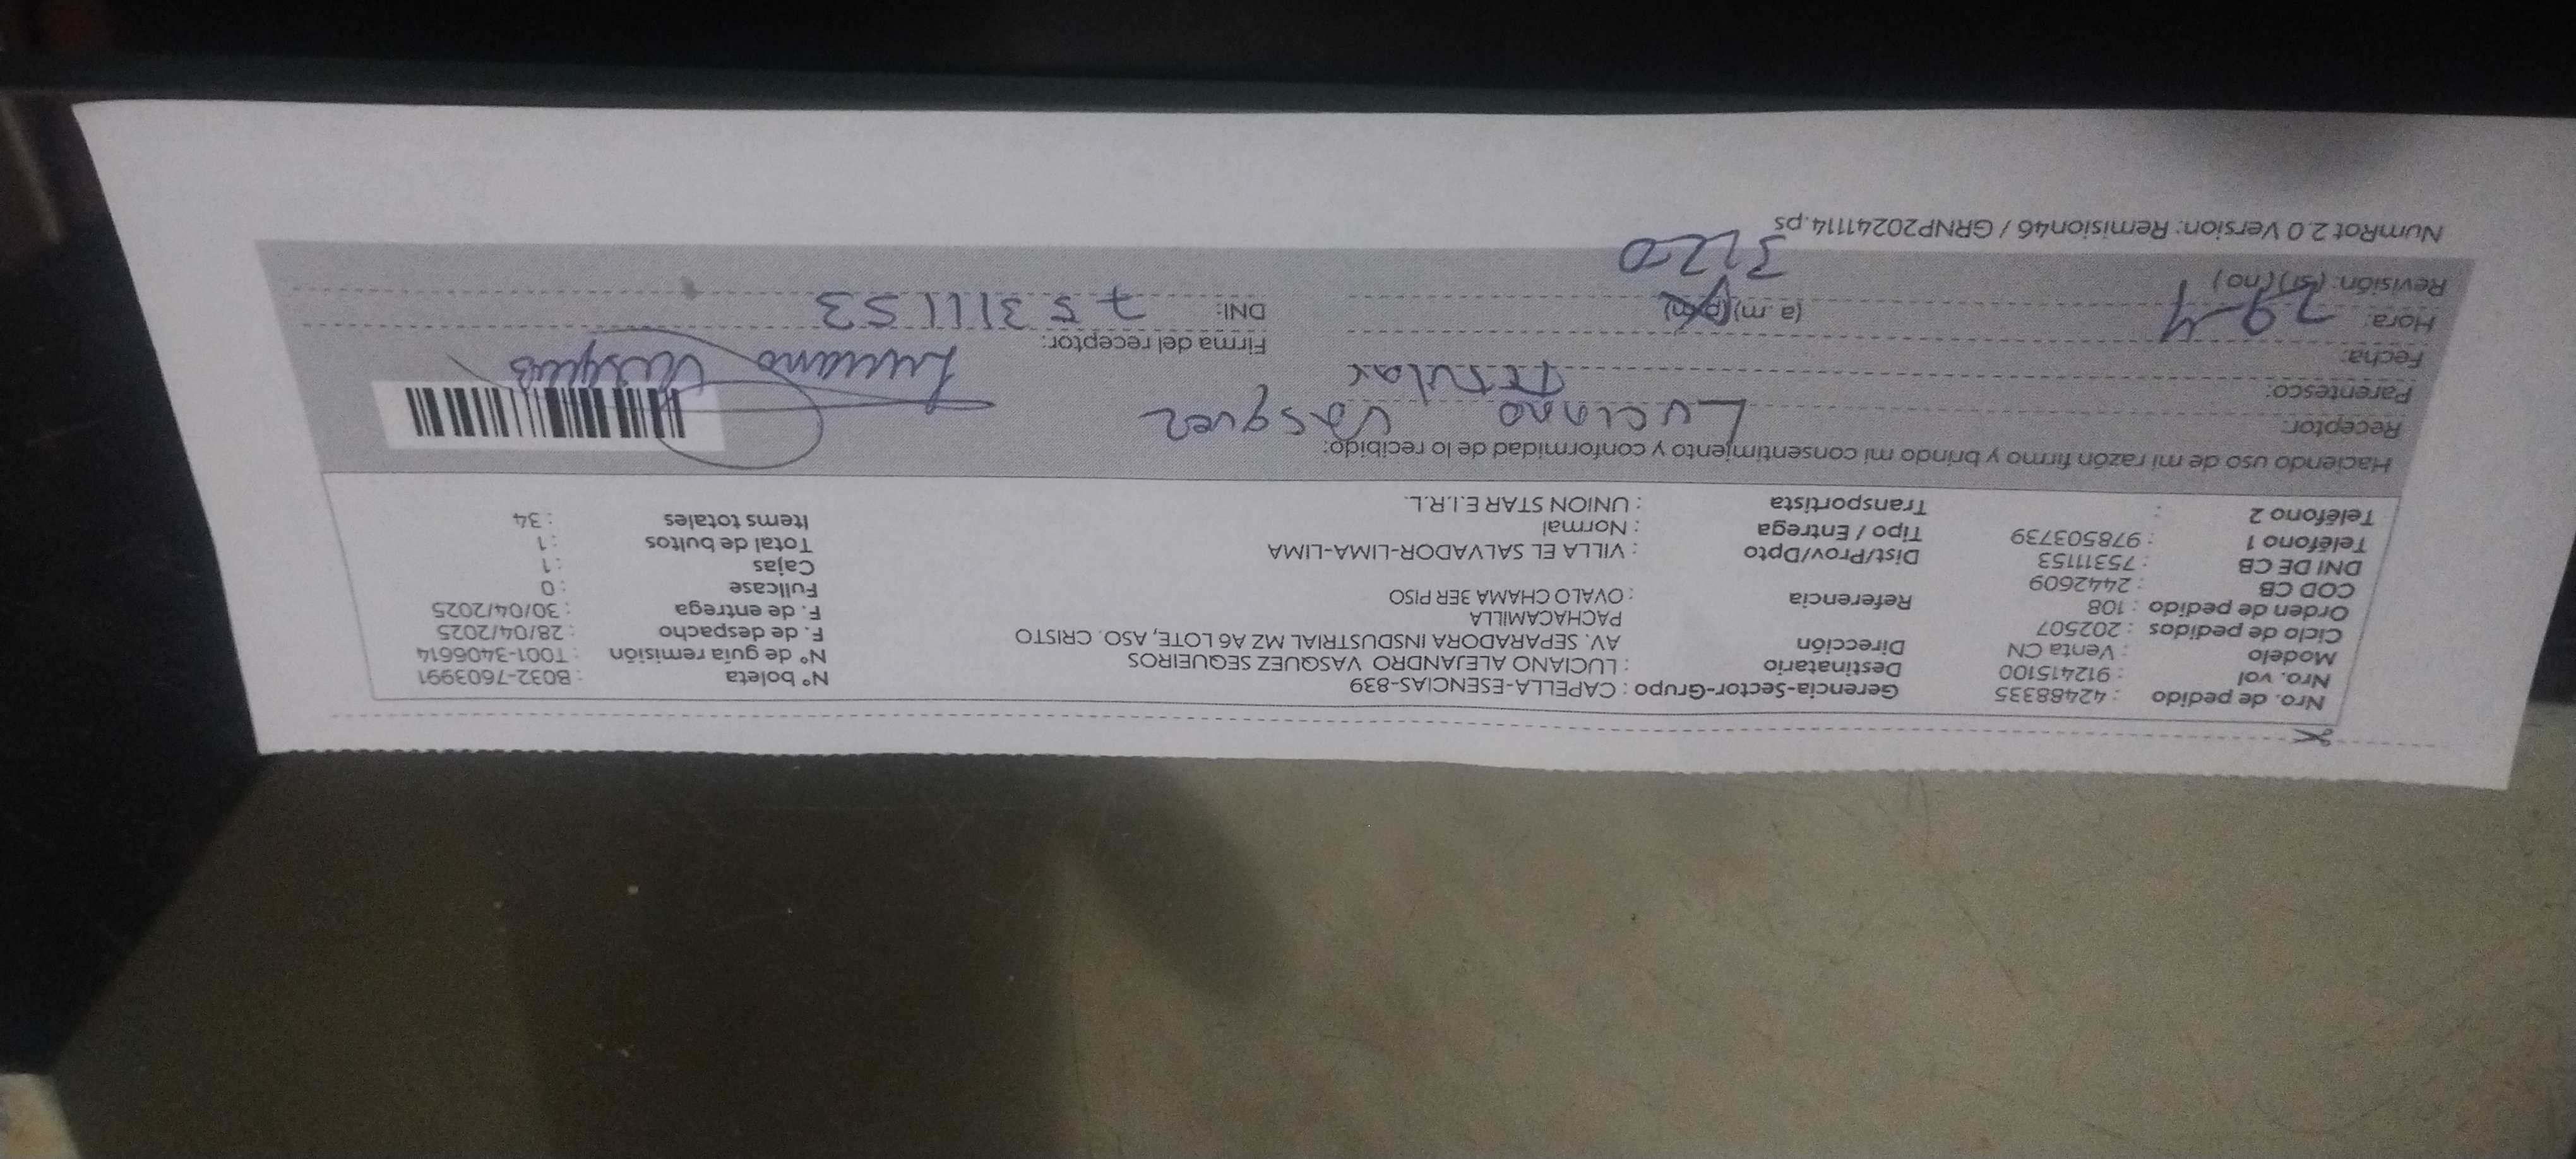 Nro. de pedido : 42488335 Gerencia-Sector-Grupo : CAPELLA-ESENCIAS-839 N° boleta : B032-7603991
Nro. vol : 912415100 Destinatario : LUCIANO ALEJANDRO VASQUEZ SEQUEIROS N° de guía remisión : T001-3406614
Modelo : Venta CN Dirección AV. SEPARADORA INSDUSTRIAL MZ A6 LOTE, ASO. CRISTO F. de despacho : 28/04/2025
Ciclo de pedidos : 202507 PACHACAMILLA F. de entrega : 30/04/2025
Orden de pedido : 108 Referencia : OVALO CHAMA 3ER PISO Fullcase : 0
COD CB : 2442609 Cajas : 1
DNI DE CB : 75311153 Dist/Prov/Dpto : VILLA EL SALVADOR-LIMA-LIMA Total de bultos : 1
Teléfono 1 : 978503739 Tipo / Entrega : Normal Items totales : 34
Teléfono 2 : Transportista : UNION STAR E.I.R.L.
Haciendo uso de mi razón firmo y brindo mi consentimiento y conformidad de lo recibido:
Receptor: Luciano Vasquez
Parentesco: Titular
Fecha: Luciano Vasquez
Firma del receptor:
Hora: 29-4 (a.m)(p.m) DNI: 75311153
Revisión: (si) (no)
NumRot 2.0 Version: Remision46 / GRNP20241114.ps